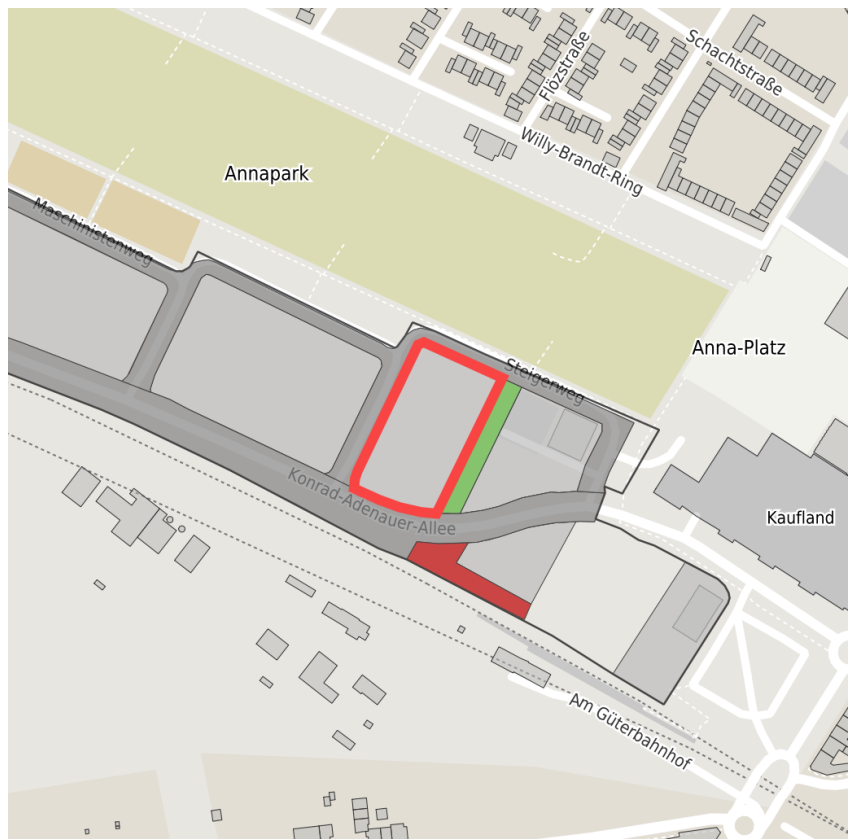 Schachtstraße
Flözstraße
Willy-Brandt-Ring
Annapark
Maschinistenweg
Anna-Platz
Steigerweg
Konrad-Adenauer-Allee
Kaufland
Am Güterbahnhof